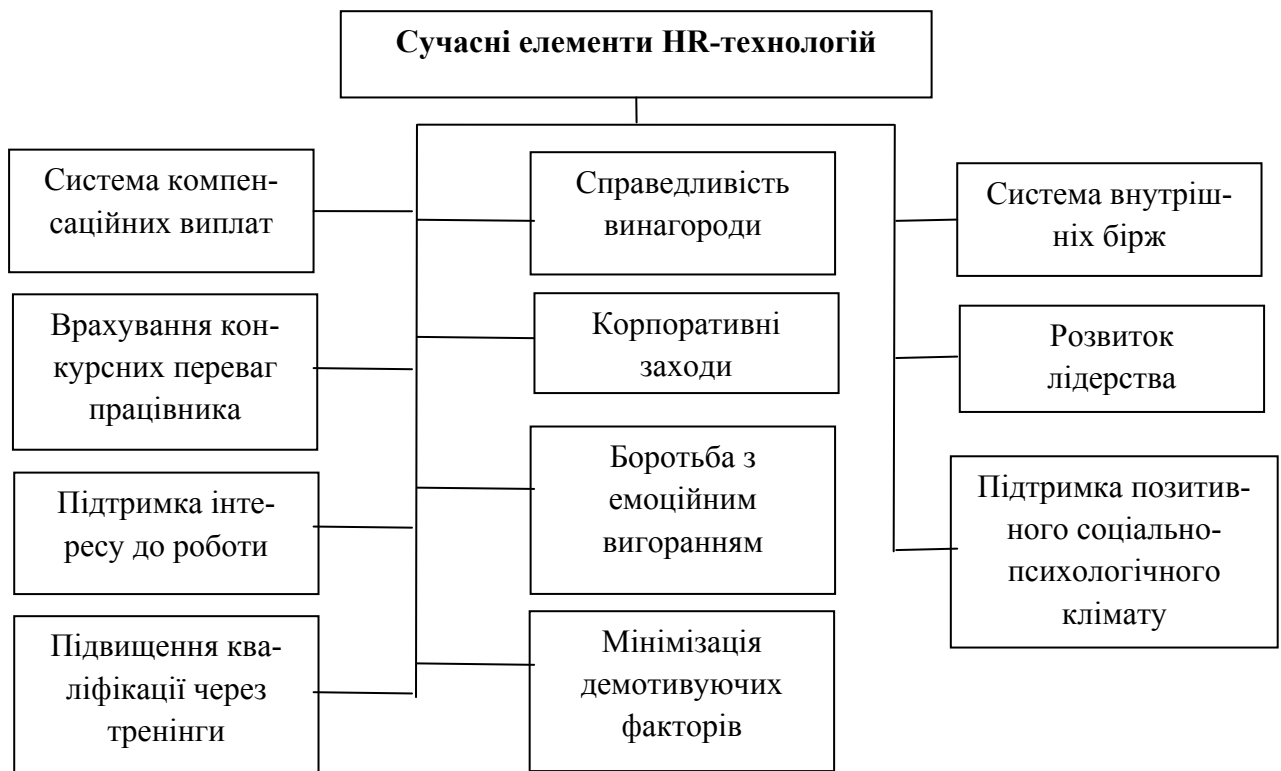 Сучасні елементи HR-технологій
Система компен-
саційних виплат
Врахування кон-
курсних переваг
працівника
Підтримка інте-
ресу до роботи
Підвищення ква-
ліфікації через
тренінги
Справедливість
винагороди
Корпоративні
заходи
Боротьба з
емоційним
вигоранням
Мінімізація
демотивуючих
факторів
Система внутріш-
ніх бірж
Розвиток
лідерства
Підтримка позитив-
ного соціально-
психологічного
клімату